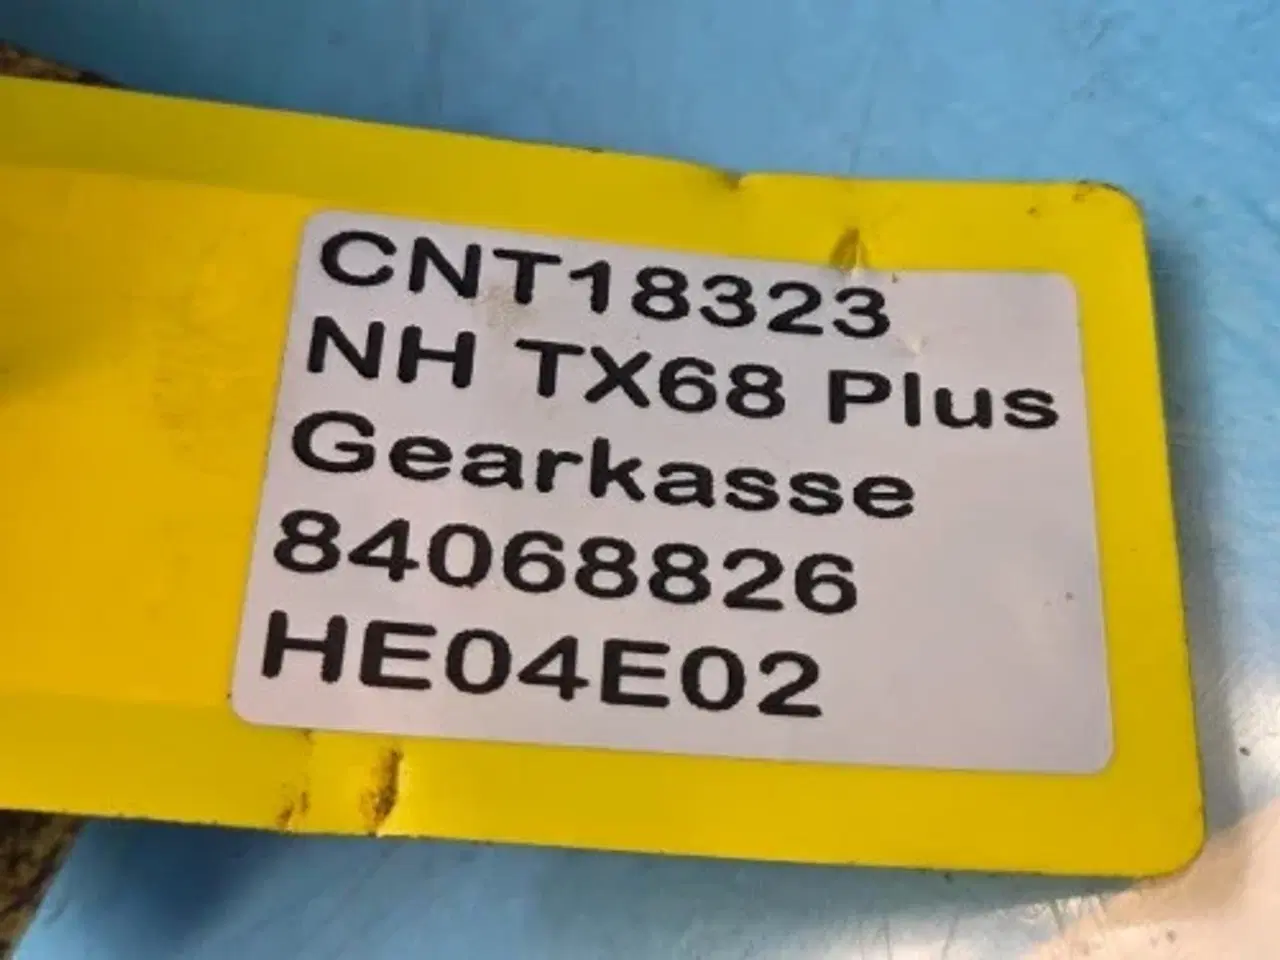 CNT18323
NH TX68 Plus
Gearkasse
84068826
HE04E02